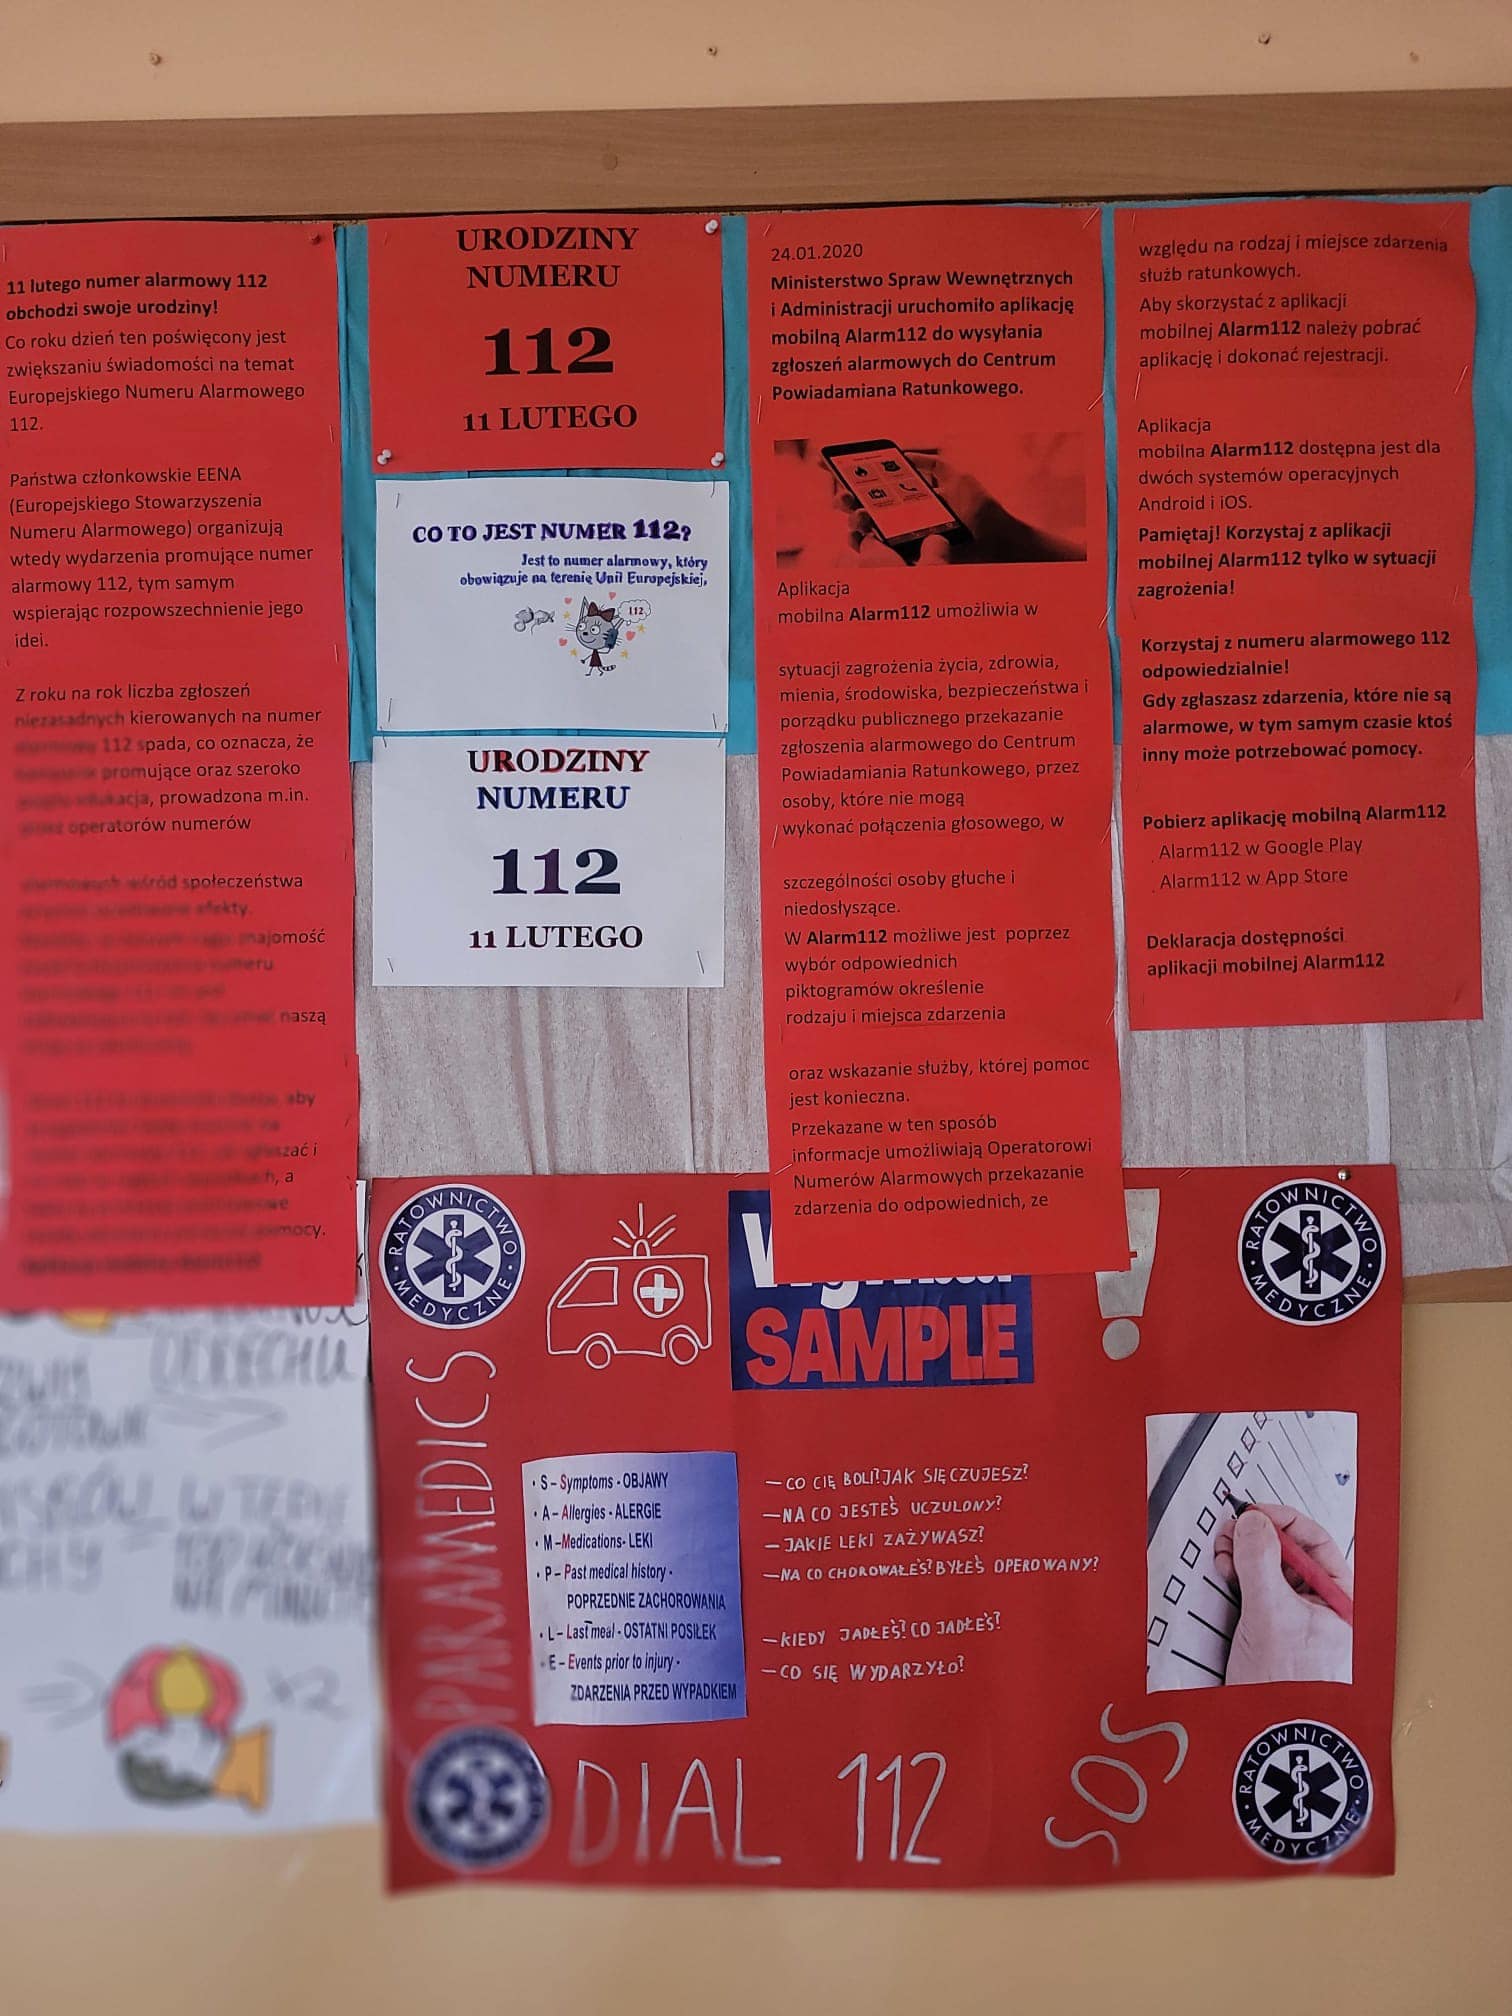 11 lutego numer alarmowy 112
obchodzi swoje urodziny!
Co roku dzień ten poświęcony jest
zwiększaniu świadomości na temat
Europejskiego Numeru Alarmowego
112.
Państwa członkowskie EENA
(Europejskiego Stowarzyszenia
Numeru Alarmowego) organizują
wtedy wydarzenia promujące numer
alarmowy 112, tym samym
wspierając rozpowszechnienie jego
idei.
Z roku na rok liczba zgłoszeń
niezasadnych kierowanych na numer
alarmowy 112 spada, co oznacza, że
promujące oraz szeroko
edukacja, prowadzona m.in.
przez operatorów numerów
alarmowych wśród społeczeństwa
efekty.
znajomość
numeru
naszą
aby
zgłaszać i
a
pomocy.
URODZINY
NUMERU
112
11 LUTEGO
CO TO JEST NUMER 112?
Jest to numer alarmowy, który
obowiązuje na terenie Unii Europejskiej,
112
URODZINY
NUMERU
112
11 LUTEGO
24.01.2020
Ministerstwo Spraw Wewnętrznych
i Administracji uruchomiło aplikację
mobilną Alarm112 do wysyłania
zgłoszeń alarmowych do Centrum
Powiadamiana Ratunkowego.
Aplikacja
mobilna Alarm112 umożliwia w
sytuacji zagrożenia życia, zdrowia,
mienia, środowiska, bezpieczeństwa i
porządku publicznego przekazanie
zgłoszenia alarmowego do Centrum
Powiadamiania Ratunkowego, przez
osoby, które nie mogą
wykonać połączenia głosowego, w
szczególności osoby głuche i
niedosłyszące.
W Alarm112 możliwe jest poprzez
wybór odpowiednich
piktogramów określenie
rodzaju i miejsca zdarzenia
oraz wskazanie służby, której pomoc
jest konieczna.
Przekazane w ten sposób
informacje umożliwiają Operatorowi
Numerów Alarmowych przekazanie
zdarzenia do odpowiednich, ze
względu na rodzaj i miejsce zdarzenia
służb ratunkowych.
Aby skorzystać z aplikacji
mobilnej Alarm112 należy pobrać
aplikację i dokonać rejestracji.
Aplikacja
mobilna Alarm112 dostępna jest dla
dwóch systemów operacyjnych
Android i iOS.
Pamiętaj! Korzystaj z aplikacji
mobilnej Alarm112 tylko w sytuacji
zagrożenia!
Korzystaj z numeru alarmowego 112
odpowiedzialnie!
Gdy zgłaszasz zdarzenia, które nie są
alarmowe, w tym samym czasie ktoś
inny może potrzebować pomocy.
Pobierz aplikację mobilną Alarm112
Alarm112 w Google Play
Alarm112 w App Store
Deklaracja dostępności
aplikacji mobilnej Alarm112
RATOWNICTWO MEDYCZNE
SAMPLE
!
RATOWNICTWO MEDYCZNE
PARAMEDICS
• S – Symptoms - OBJAWY
• A – Allergies - ALERGIE
• M –Medications- LEKI
• P – Past medical history -
POPRZEDNIE ZACHOROWANIA
• L – Last meal - OSTATNI POSIŁEK
• E – Events prior to injury -
ZDARZENIA PRZED WYPADKIEM
– CO CIĘ BOLI? JAK SIĘ CZUJESZ?
– NA CO JESTEŚ UCZULONY?
– JAKIE LEKI ZAŻYWASZ?
– NA CO CHOROWAŁEŚ? BYŁEŚ OPEROWANY?
– KIEDY JADŁEŚ? CO JADŁEŚ?
– CO SIĘ WYDARZYŁO?
DIAL 112
SOS
RATOWNICTWO MEDYCZNE
x2